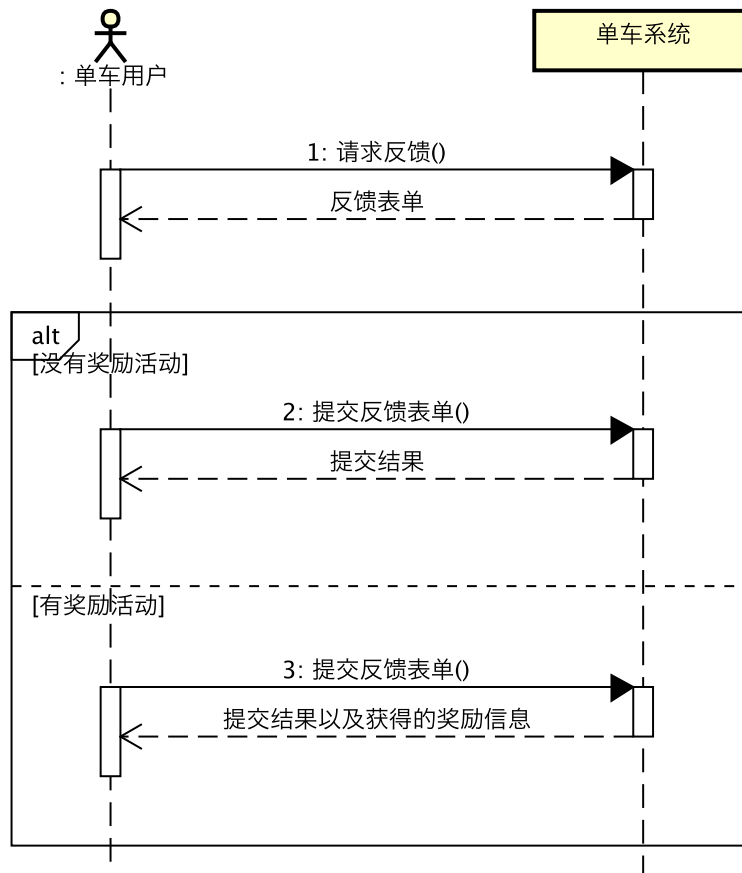 : 单车用户
单车系统
1: 请求反馈()
反馈表单
alt
[没有奖励活动]
2: 提交反馈表单()
提交结果
[有奖励活动]
3: 提交反馈表单()
提交结果以及获得的奖励信息